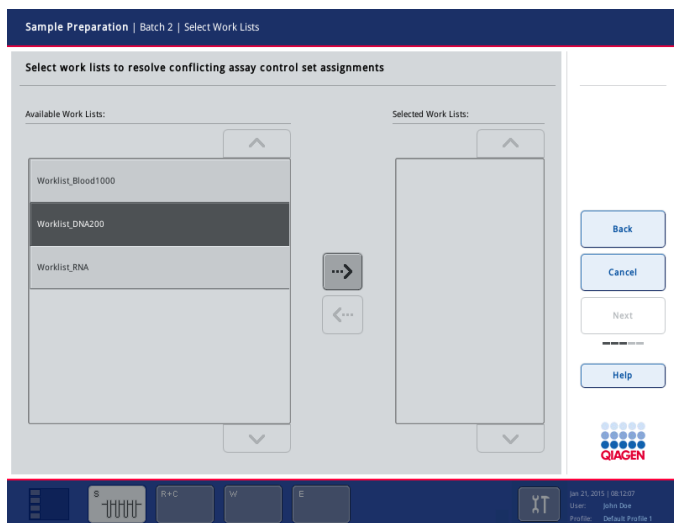 Sample Preparation | Batch 2 | Select Work Lists
Select work lists to resolve conflicting assay control set assignments
Available Work Lists:
Selected Work Lists:
Worklist_Blood1000
Worklist_DNA200
Worklist_RNA
Back
Cancel
Next
Help
QIAGEN
S
R+C
W
E
Jan 21, 2015 | 08:12:07
User: John Doe
Profile: Default Profile 1